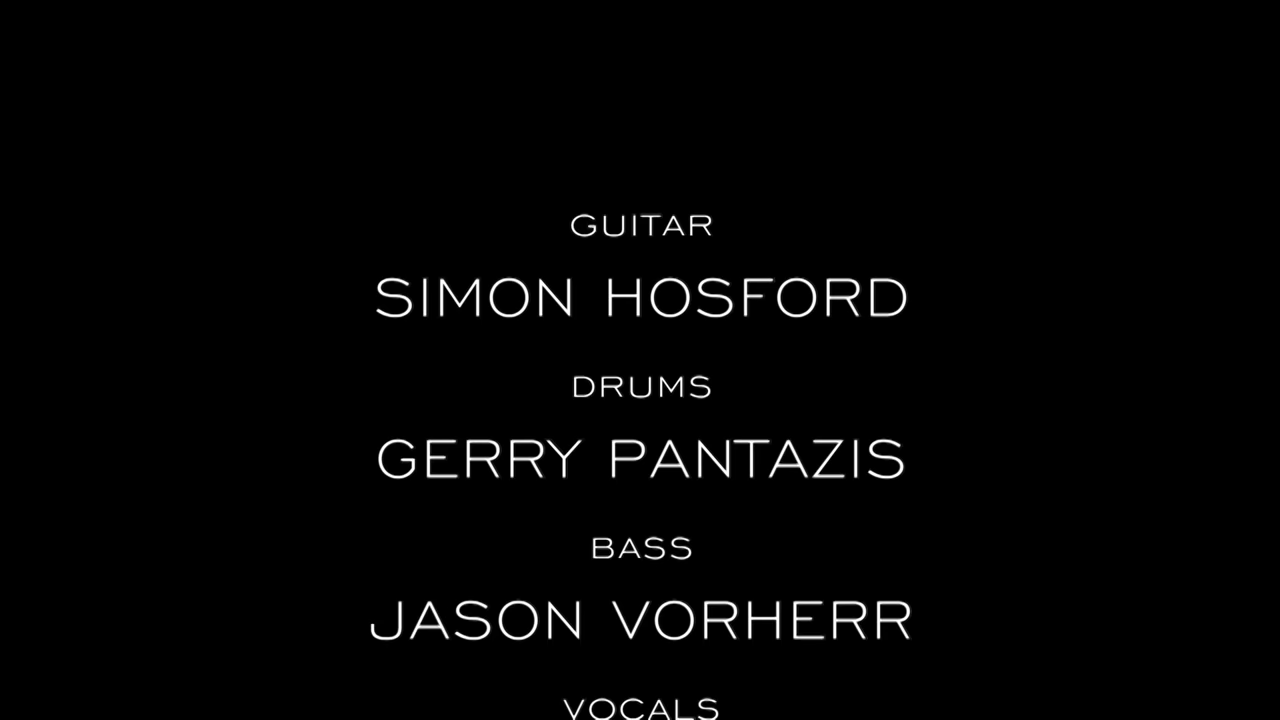 GUITAR
SIMON HOSFORD
DRUMS
GERRY PANTAZIS
BASS
JASON VORHERR
VOCALS